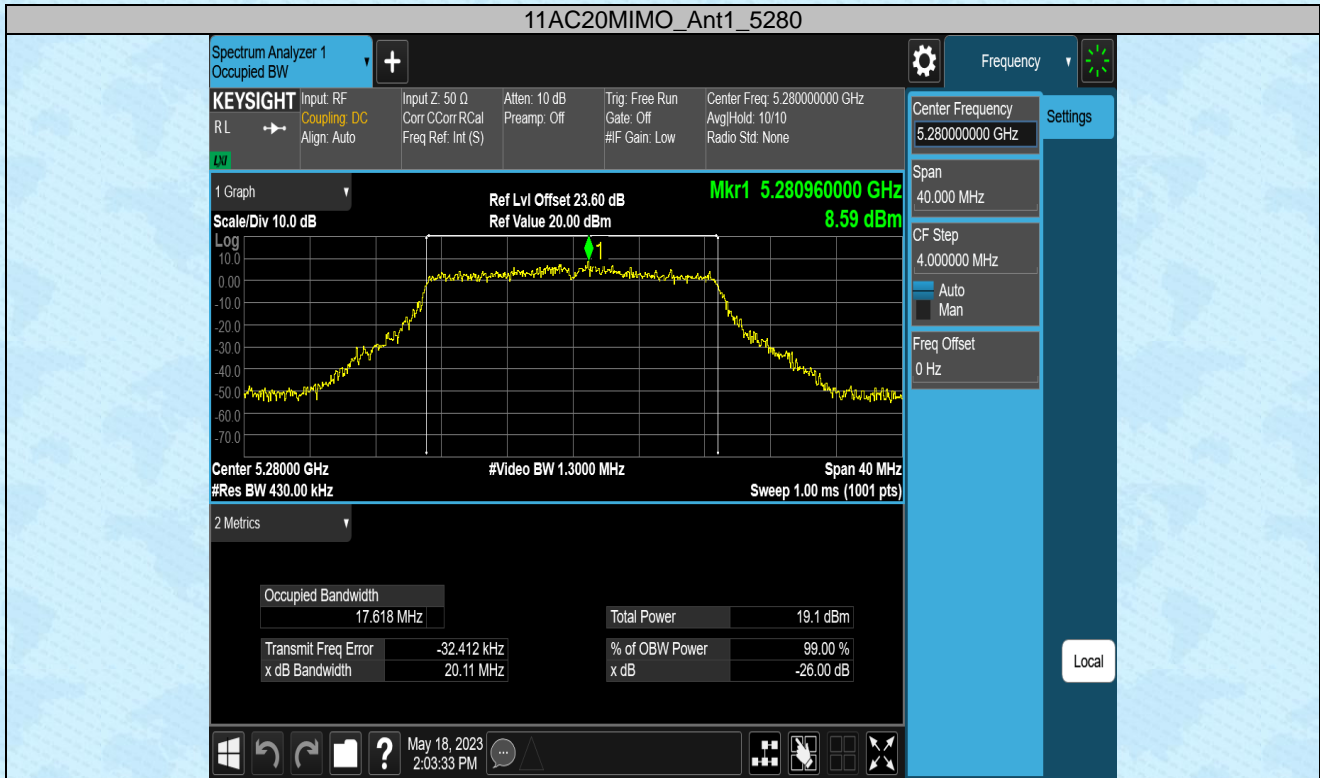 11AC20MIMO_Ant1_5280
Spectrum Analyzer 1
Occupied BW
Frequency
KEYSIGHT
R L
LXI
Input: RF
Coupling: DC
Align: Auto
Input Z: 50 Ω
Corr CCorr RCal
Freq Ref: Int (S)
Atten: 10 dB
Preamp: Off
Trig: Free Run
Gate: Off
#IF Gain: Low
Center Freq: 5.280000000 GHz
Avg|Hold: 10/10
Radio Std: None
Center Frequency
5.280000000 GHz
Settings
Span
40.000 MHz
CF Step
4.000000 MHz
Auto
Man
Freq Offset
0 Hz
Local
1 Graph
Scale/Div 10.0 dB
Ref Lvl Offset 23.60 dB
Ref Value 20.00 dBm
Mkr1 5.280960000 GHz
8.59 dBm
Log
1
10.0
0.00
-10.0
-20.0
-30.0
-40.0
-50.0
-60.0
-70.0
Center 5.28000 GHz
#Video BW 1.3000 MHz
Span 40 MHz
#Res BW 430.00 kHz
Sweep 1.00 ms (1001 pts)
2 Metrics
Occupied Bandwidth
17.618 MHz
Total Power 19.1 dBm
Transmit Freq Error -32.412 kHz
% of OBW Power 99.00 %
x dB Bandwidth 20.11 MHz
x dB -26.00 dB
?
May 18, 2023
2:03:33 PM